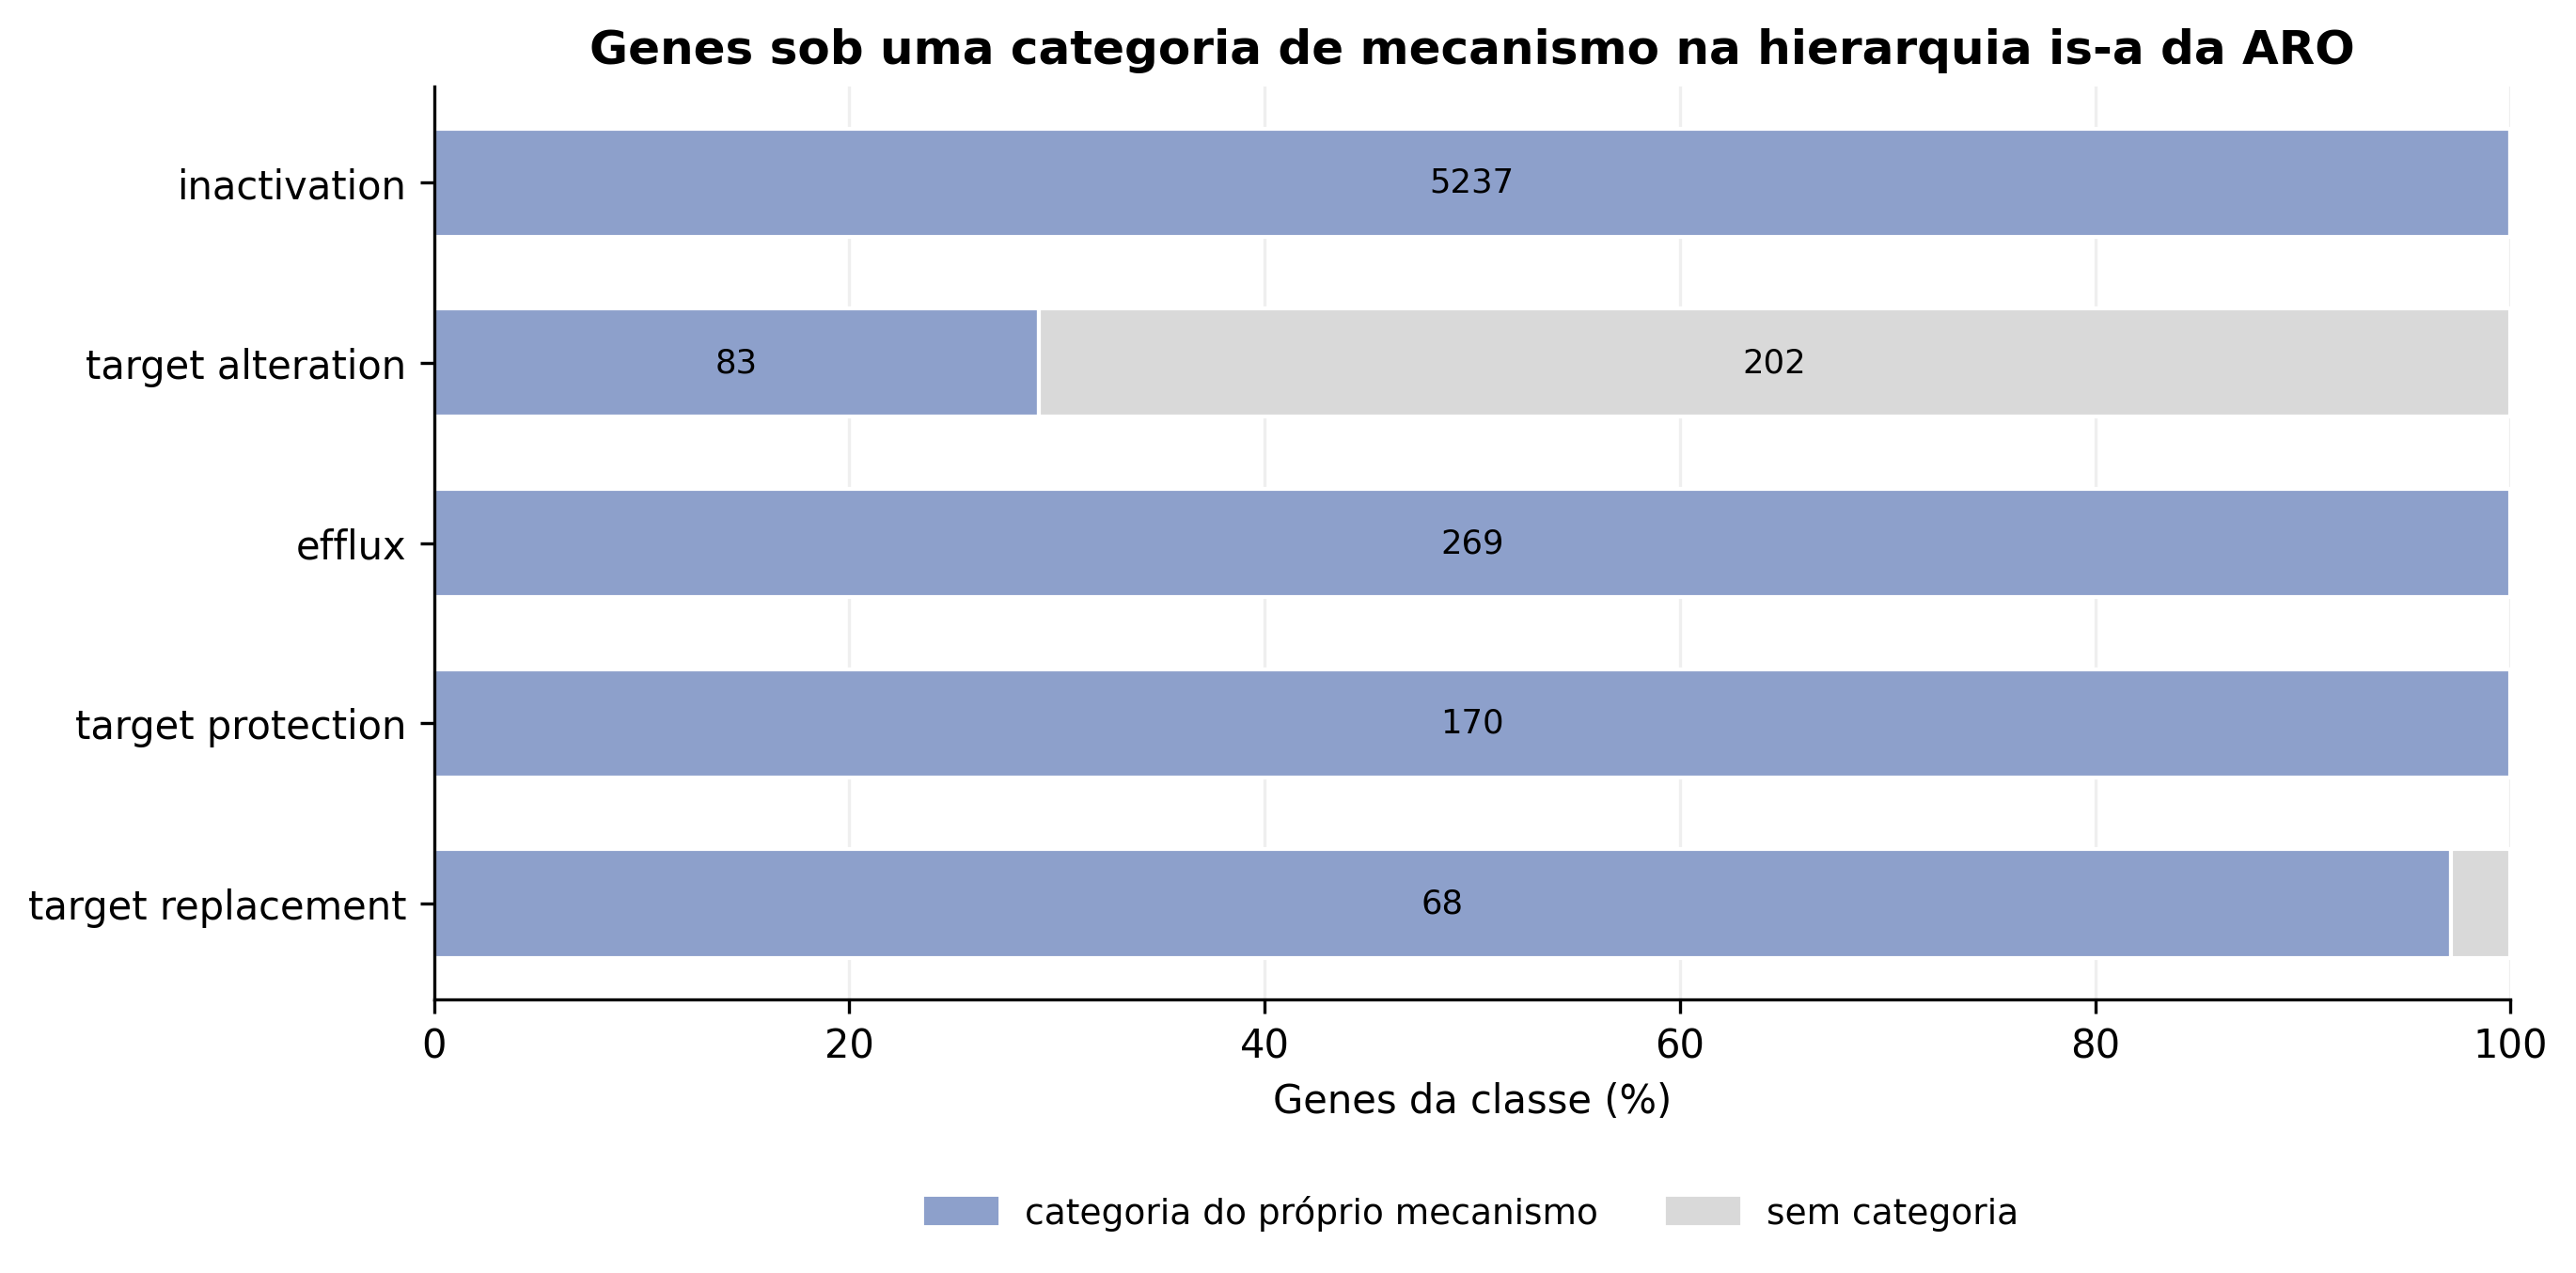 Genes sob uma categoria de mecanismo na hierarquia is-a da ARO
inactivation
5237
target alteration
83
202
efflux
269
target protection
170
target replacement
68
0
20
40
60
80
100
Genes da classe (%)
categoria do próprio mecanismo
sem categoria